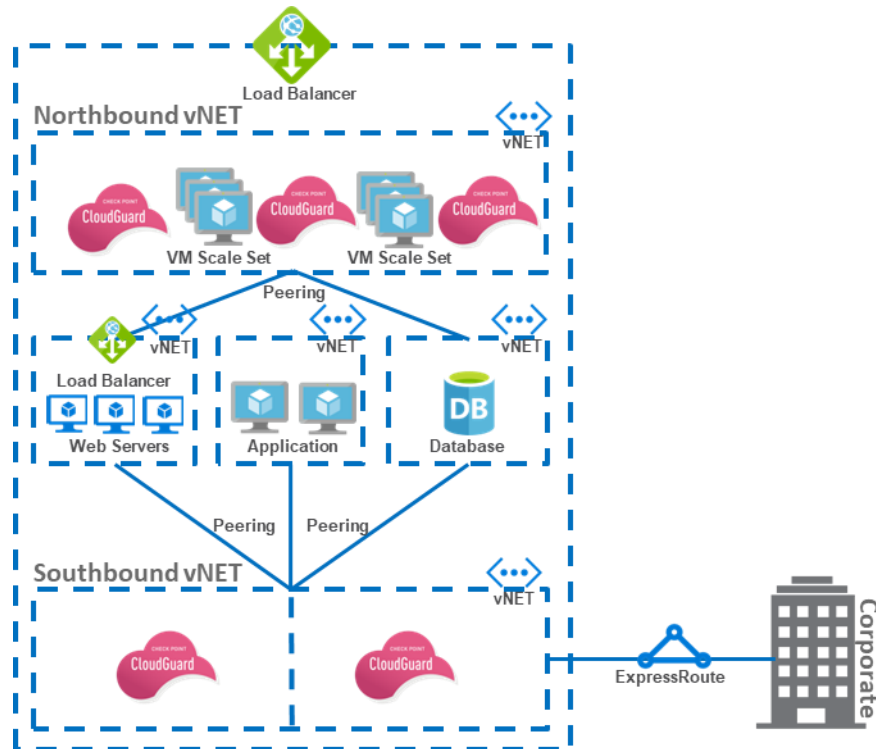 Load Balancer
Northbound vNET
vNET
CHECK POINT
CloudGuard
CHECK POINT
CloudGuard
CHECK POINT
CloudGuard
VM Scale Set
VM Scale Set
Peering
vNET
vNET
vNET
Load Balancer
DB
Web Servers
Application
Database
Peering
Peering
Southbound vNET
vNET
CHECK POINT
CloudGuard
CHECK POINT
CloudGuard
ExpressRoute
Corporate